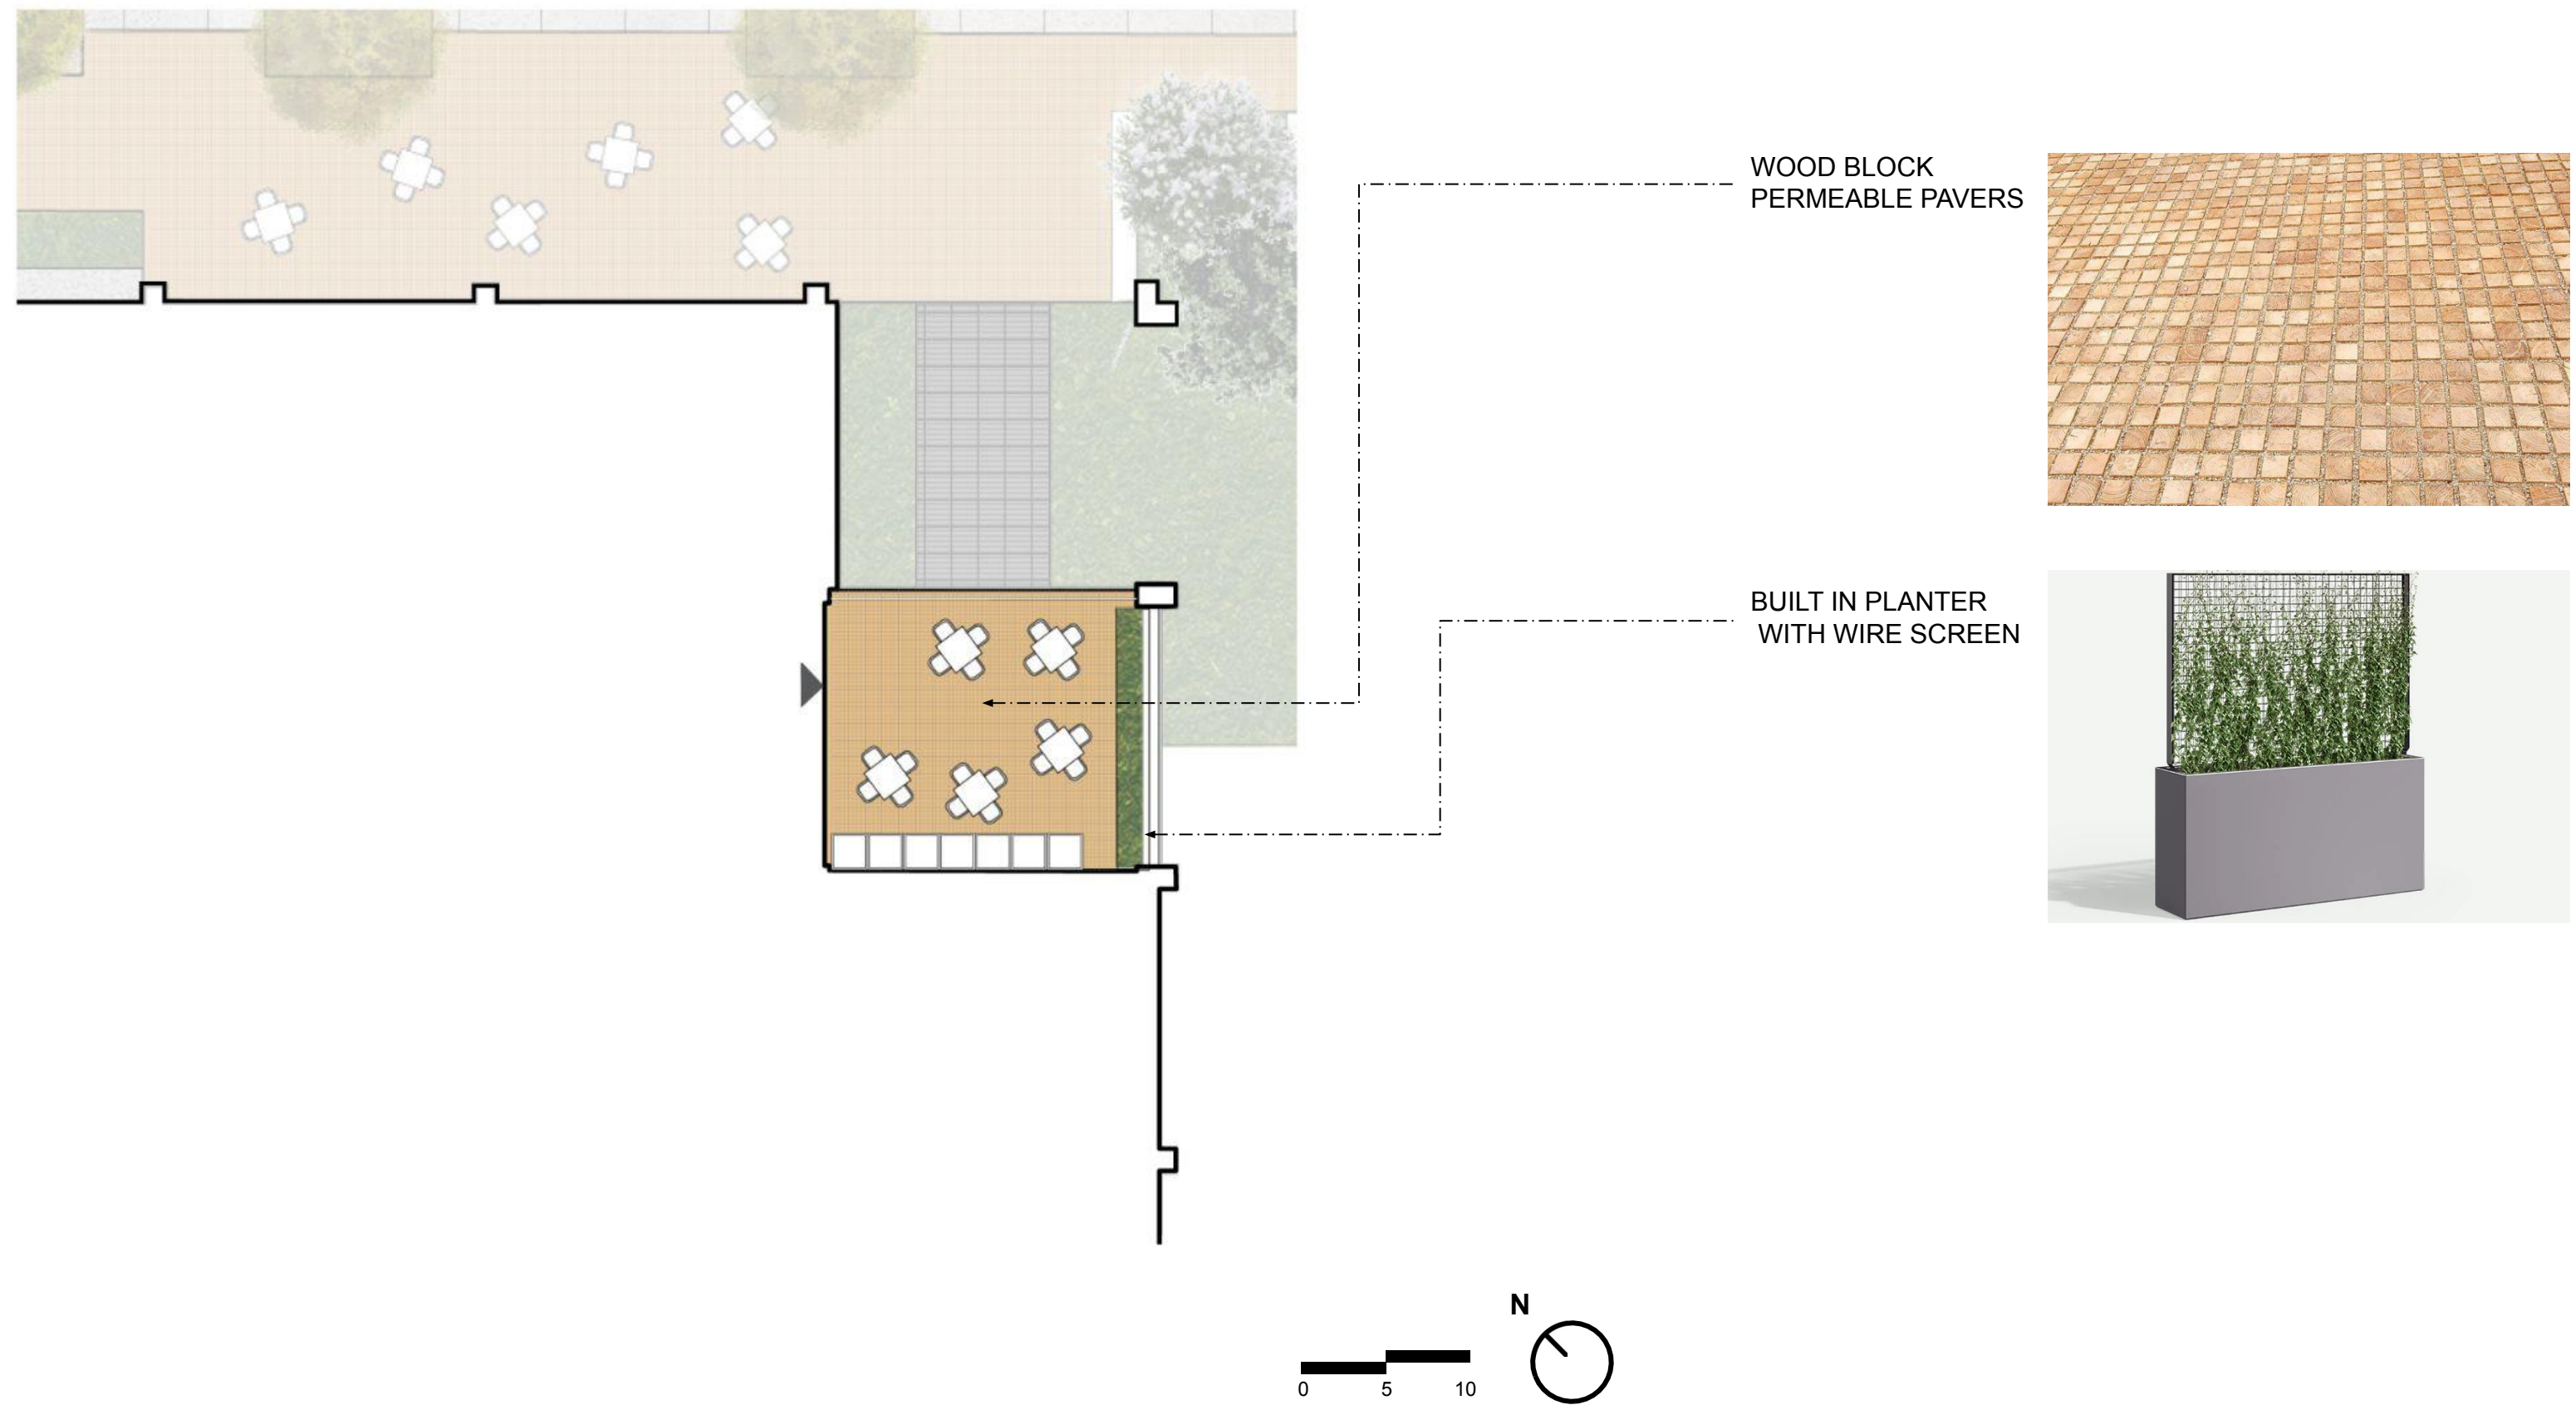 WOOD BLOCK
PERMEABLE PAVERS
BUILT IN PLANTER
WITH WIRE SCREEN
N
0 5 10